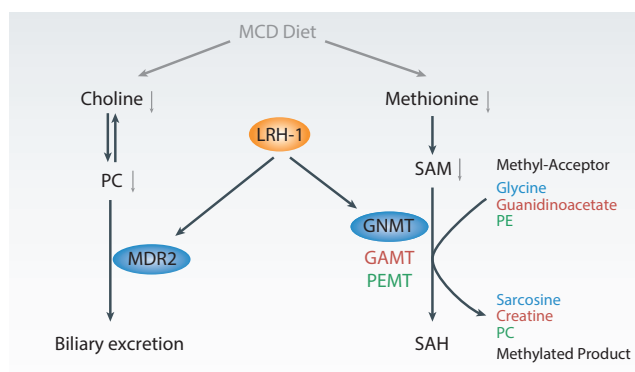 MCD Diet
Choline ↓
Methionine ↓
LRH-1
PC ↓
SAM ↓
Methyl-Acceptor
Glycine
Guanidinoacetate
PE
GNMT
MDR2
GAMT
PEMT
Sarcosine
Creatine
PC
Methylated Product
Biliary excretion
SAH